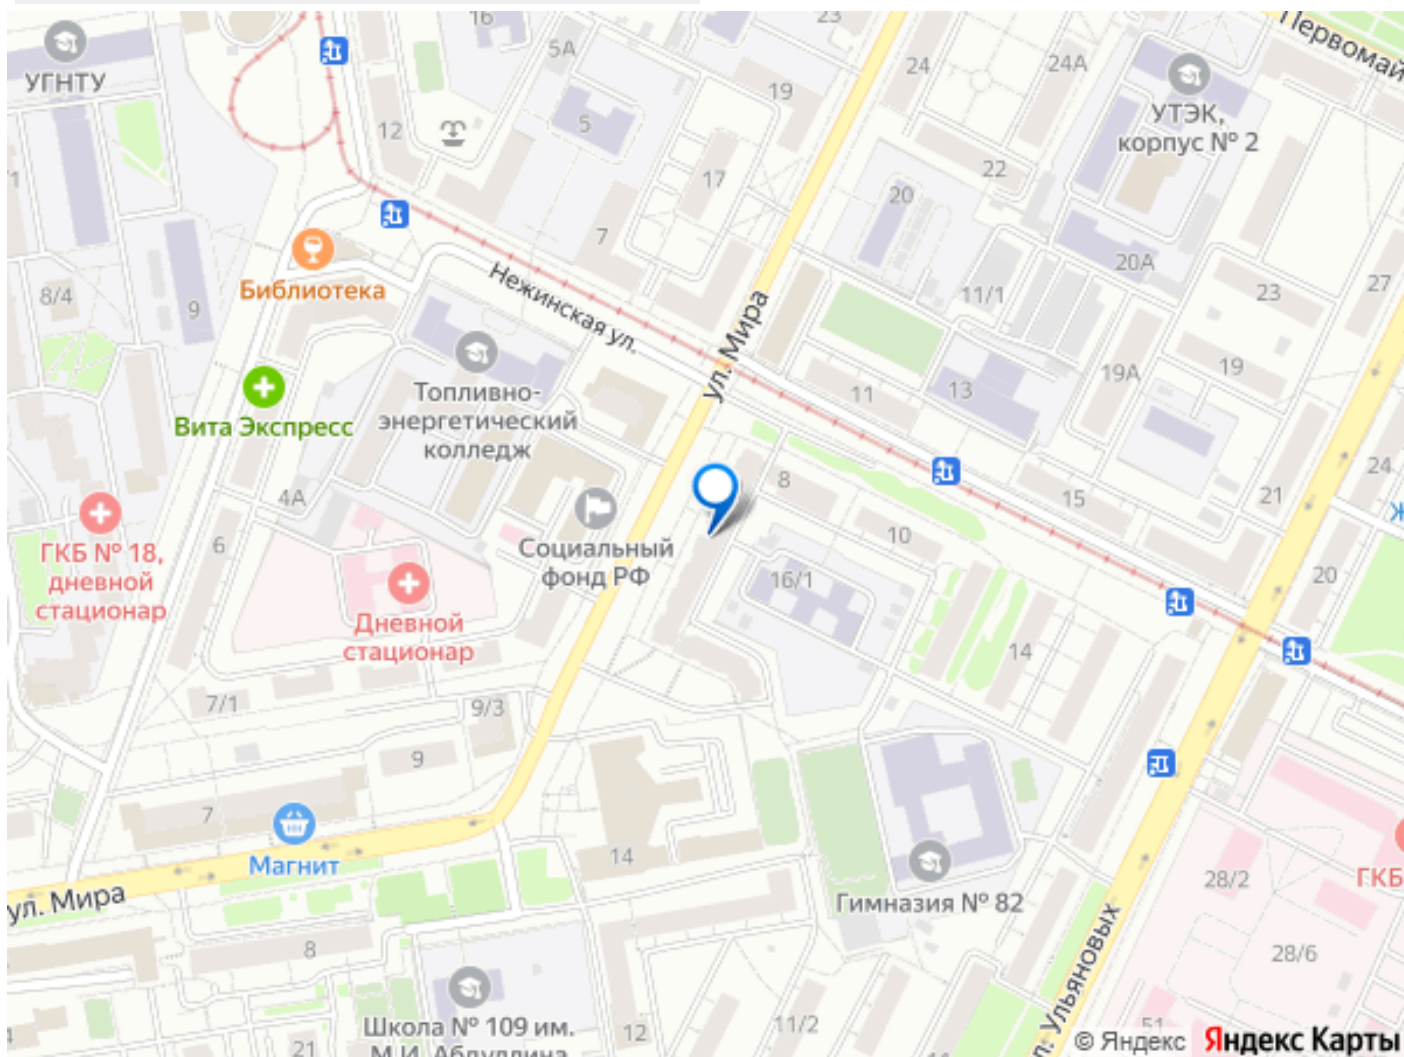 16
23
Первомай
УГНТУ
5А
24
24А
19
12
5
УТЭК,
корпус № 2
17
22
20
7
20А
27
Библиотека
8/4
9
Нежинская ул.
11/1
23
ул. Мира
Топливно-
энергетический
колледж
11
13
19А
19
Вита Экспресс
4А
8
15
21
24
Ж
ГКБ № 18,
дневной
стационар
6
Социальный
фонд РФ
10
16/1
20
Дневной
стационар
14
7/1
9/3
9
7
Магнит
14
ул. Мира
Гимназия № 82
28/2
ГКБ
8
28/6
Школа № 109 им.
М.И. Абдуллина
21
12
11/2
51
ул. Ульяновых
© Яндекс Яндекс Карты